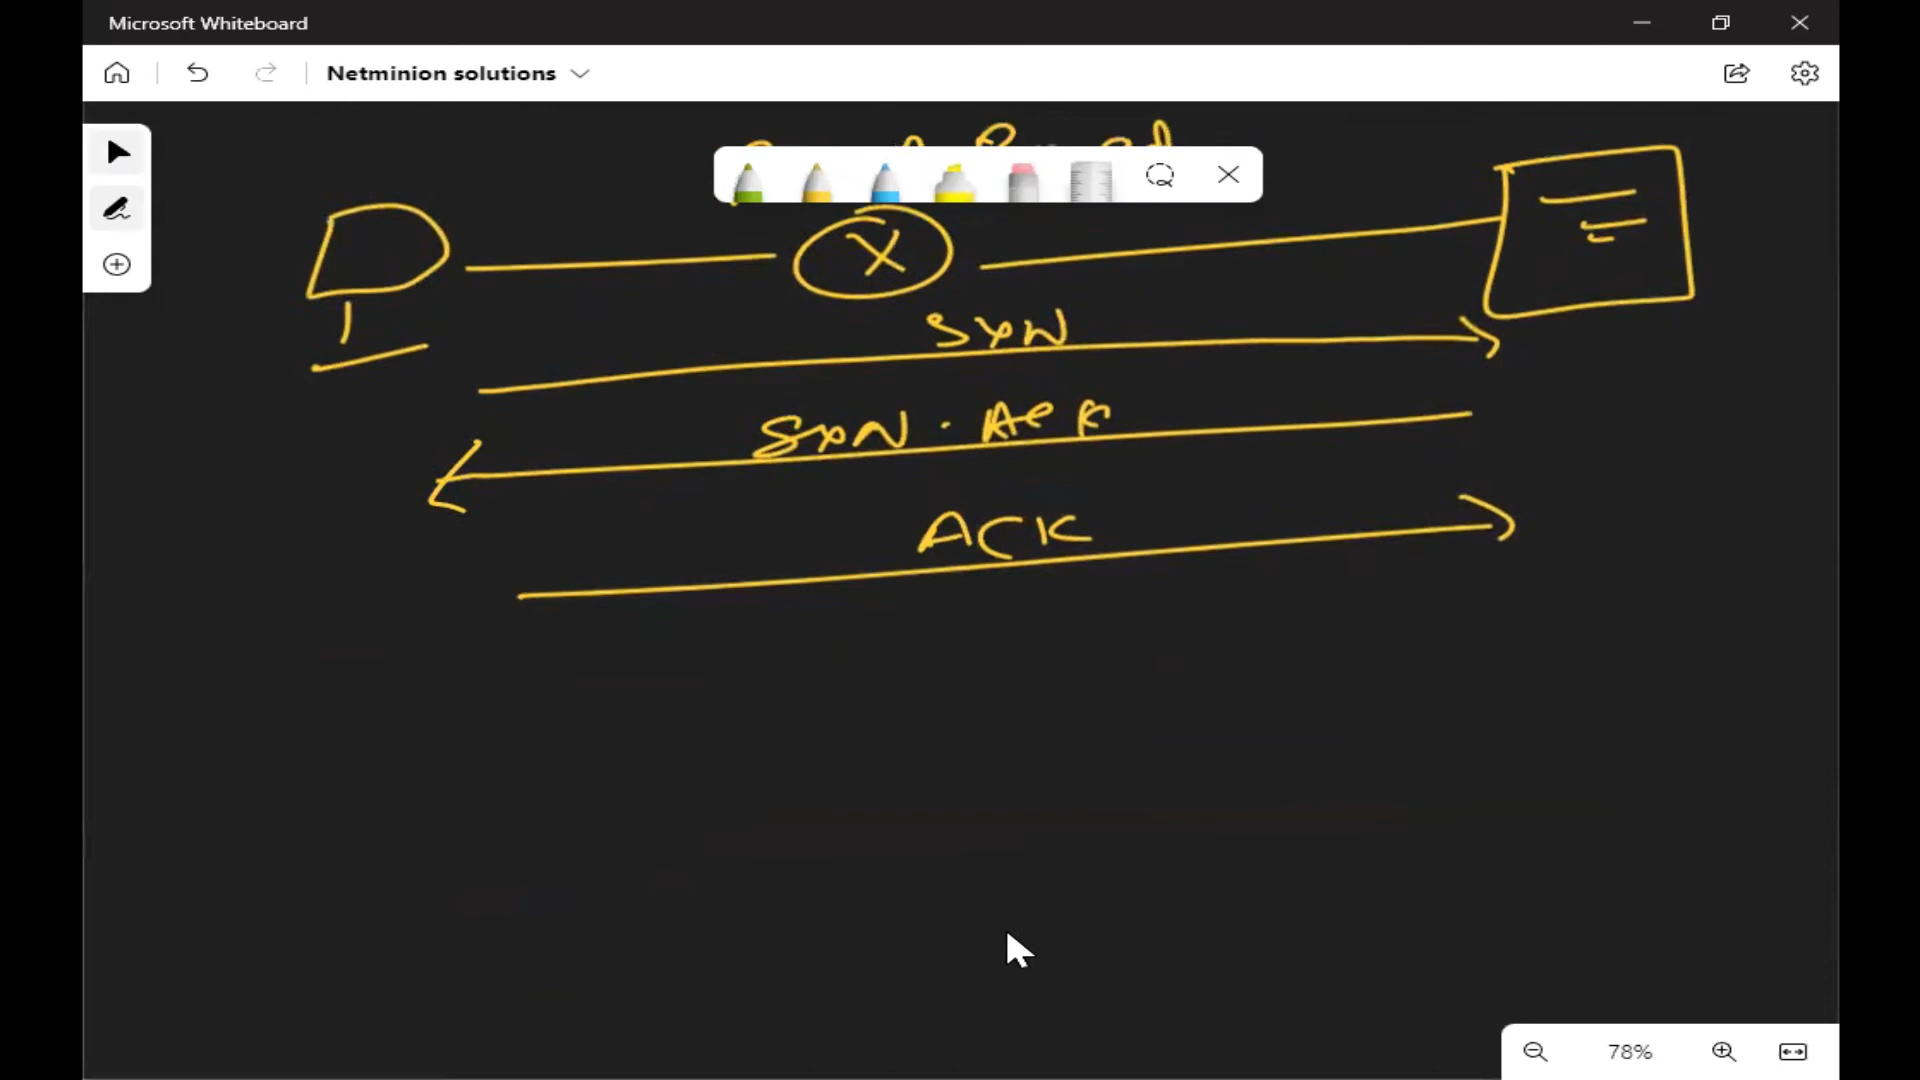 Microsoft Whiteboard
Netminion solutions
X
SYN
SYN · ACK
ACK
78%